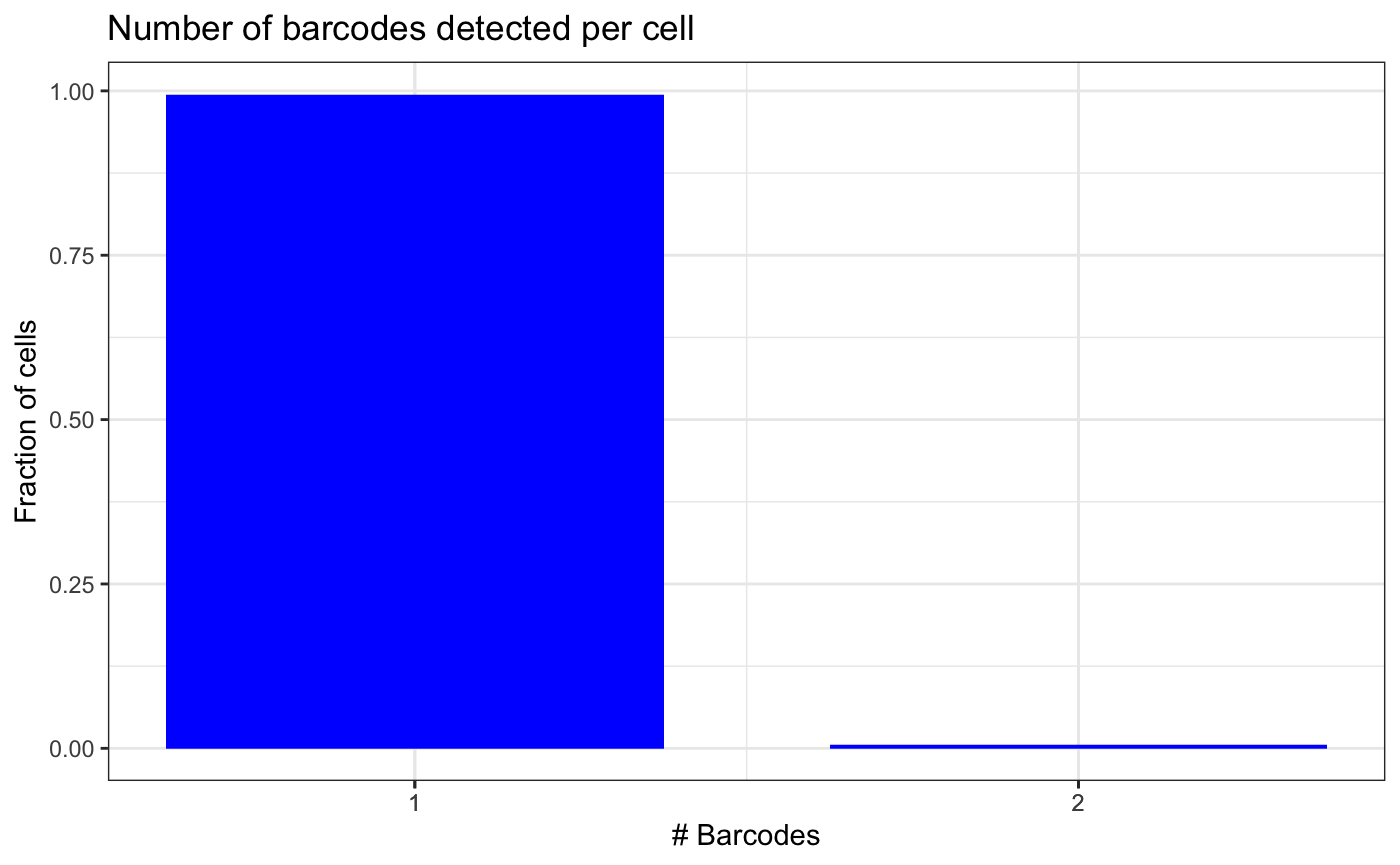 Number of barcodes detected per cell
1.00
0.75
0.50
0.25
0.00
Fraction of cells
1
2
# Barcodes